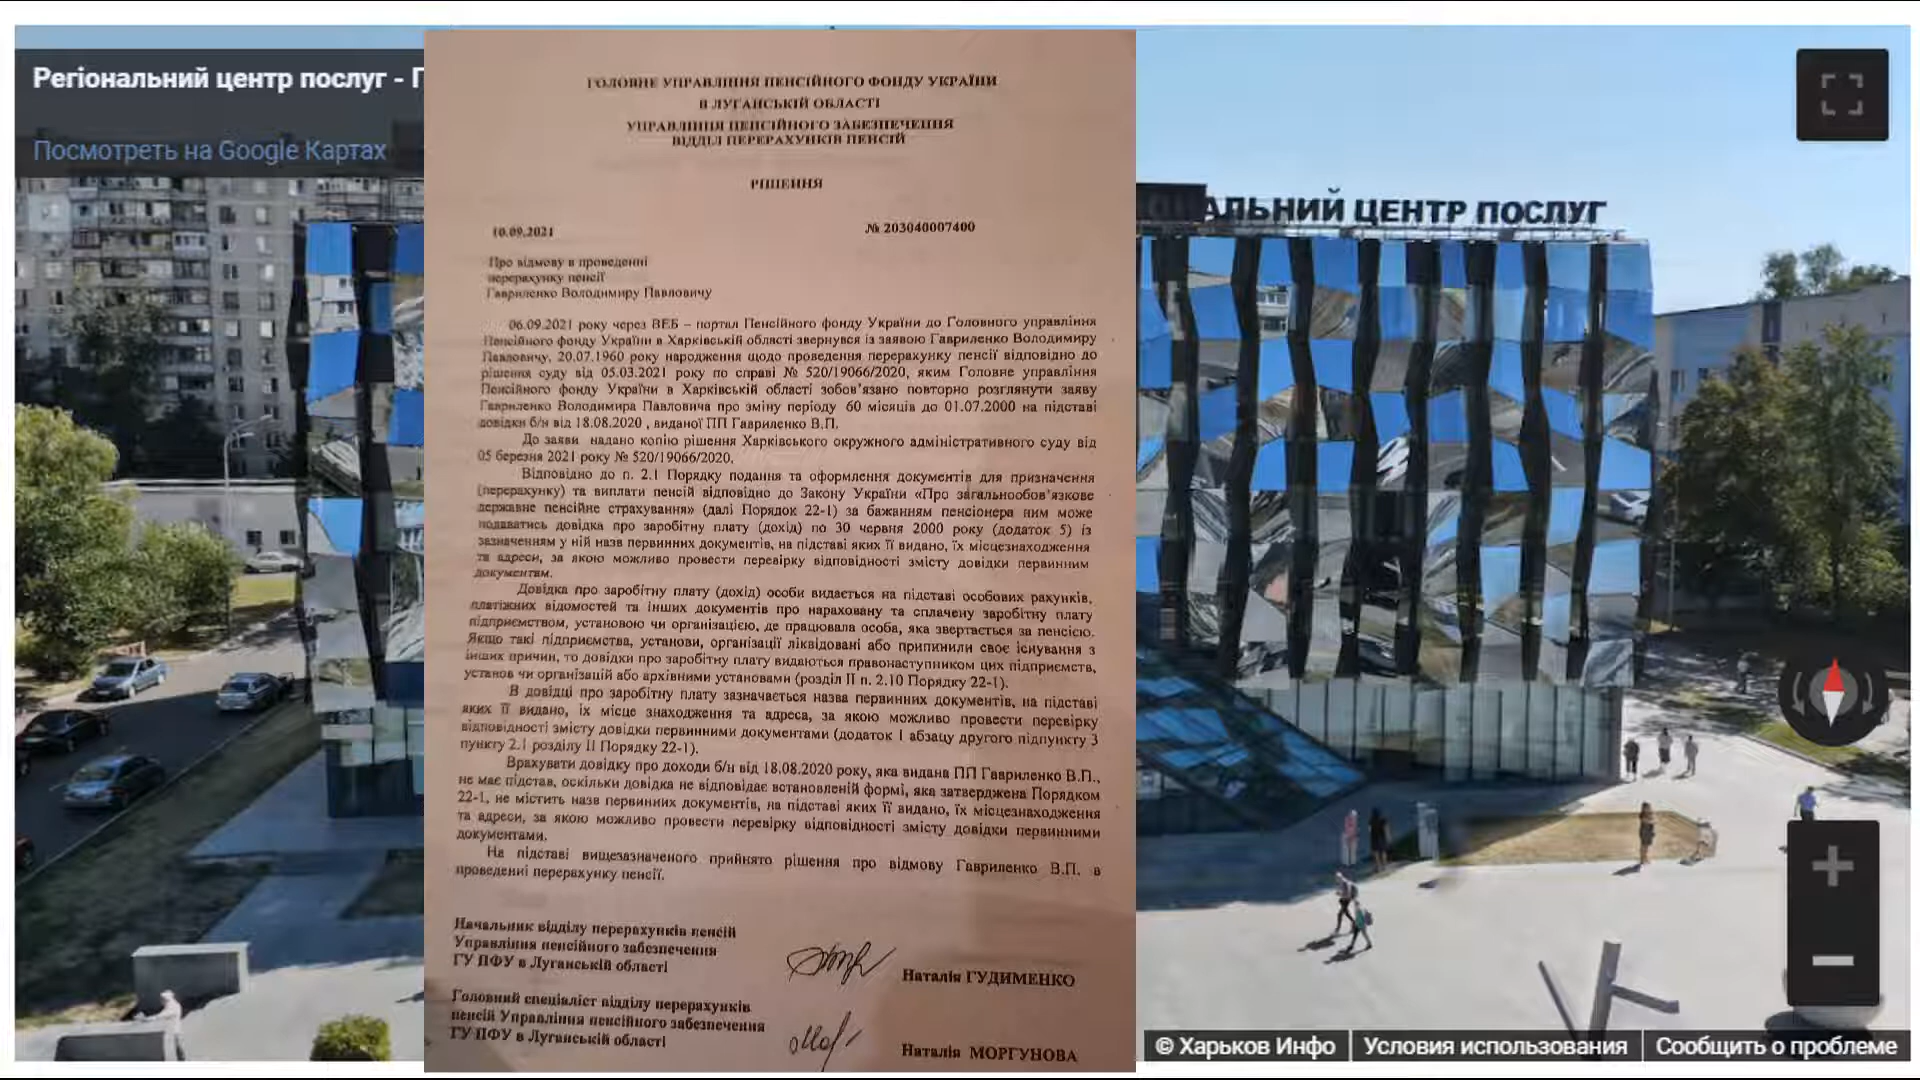 Регіональний центр послуг - Г
Посмотреть на Google Картах
ГОЛОВНЕ УПРАВЛІННЯ ПЕНСІЙНОГО ФОНДУ УКРАЇНИ
В ЛУГАНСЬКІЙ ОБЛАСТІ
УПРАВЛІННЯ ПЕНСІЙНОГО ЗАБЕЗПЕЧЕННЯ
ВІДДІЛ ПЕРЕРАХУНКІВ ПЕНСІЙ
РІШЕННЯ
10.09.2021
№ 203040007400
Про відмову в проведенні
перерахунку пенсії
Гавриленко Володимиру Павловичу
06.09.2021 року через ВЕБ – портал Пенсійного фонду України до Головного управління
Пенсійного фонду України в Харківській області звернувся із заявою Гавриленко Володимиру
Павловичу, 20.07.1960 року народження щодо проведення перерахунку пенсії відповідно до
рішення суду від 05.03.2021 року по справі № 520/19066/2020, яким Головне управління
Пенсійного фонду України в Харківській області зобов'язано повторно розглянути заяву
Гавриленко Володимира Павловича про зміну періоду 60 місяців до 01.07.2000 на підставі
довідки б/н від 18.08.2020 , виданої ПП Гавриленко В.П.
До заяви надано копію рішення Харківського окружного адміністративного суду від
05 березня 2021 року № 520/19066/2020.
Відповідно до п. 2.1 Порядку подання та оформлення документів для призначення
(перерахунку) та виплати пенсій відповідно до Закону України «Про загальнообов'язкове
державне пенсійне страхування» (далі Порядок 22-1) за бажанням пенсіонера ним може
подаватись довідка про заробітну плату (дохід) по 30 червня 2000 року (додаток 5) із
зазначенням у ній назв первинних документів, на підставі яких її видано, їх місцезнаходження
та адреси, за якою можливо провести перевірку відповідності змісту довідки первинним
документам.
Довідка про заробітну плату (дохід) особи видається на підставі особових рахунків,
платіжних відомостей та інших документів про нараховану та сплачену заробітну плату
підприємством, установою чи організацією, де працювала особа, яка звертається за пенсією.
Якщо такі підприємства, установи, організації ліквідовані або припинили своє існування з
інших причин, то довідки про заробітну плату видаються правонаступником цих підприємств,
установ чи організацій або архівними установами (розділ ІІ п. 2.10 Порядку 22-1).
В довідці про заробітну плату зазначається назва первинних документів, на підставі
яких її видано, їх місце знаходження та адреса, за якою можливо провести перевірку
відповідності змісту довідки первинними документами (додаток 1 абзацу другого підпункту 3
пункту 2.1 розділу ІІ Порядку 22-1).
Врахувати довідку про доходи б/н від 18.08.2020 року, яка видана ПП Гавриленко В.П.,
не має підстав, оскільки довідка не відповідає встановленій формі, яка затверджена Порядком
22-1, не містить назв первинних документів, на підставі яких її видано, їх місцезнаходження
та адреси, за якою можливо провести перевірку відповідності змісту довідки первинними
документами.
На підставі вищезазначеного прийнято рішення про відмову Гавриленко В.П. в
проведенні перерахунку пенсії.
Начальник відділу перерахунків пенсій
Управління пенсійного забезпечення
ГУ ПФУ в Луганській області
Наталія ГУДИМЕНКО
Головний спеціаліст відділу перерахунків
пенсій Управління пенсійного забезпечення
ГУ ПФУ в Луганській області
Наталія МОРГУНОВА
АЛЬНИЙ ЦЕНТР ПОСЛУГ
© Харьков Инфо
Условия использования
Сообщить о проблеме